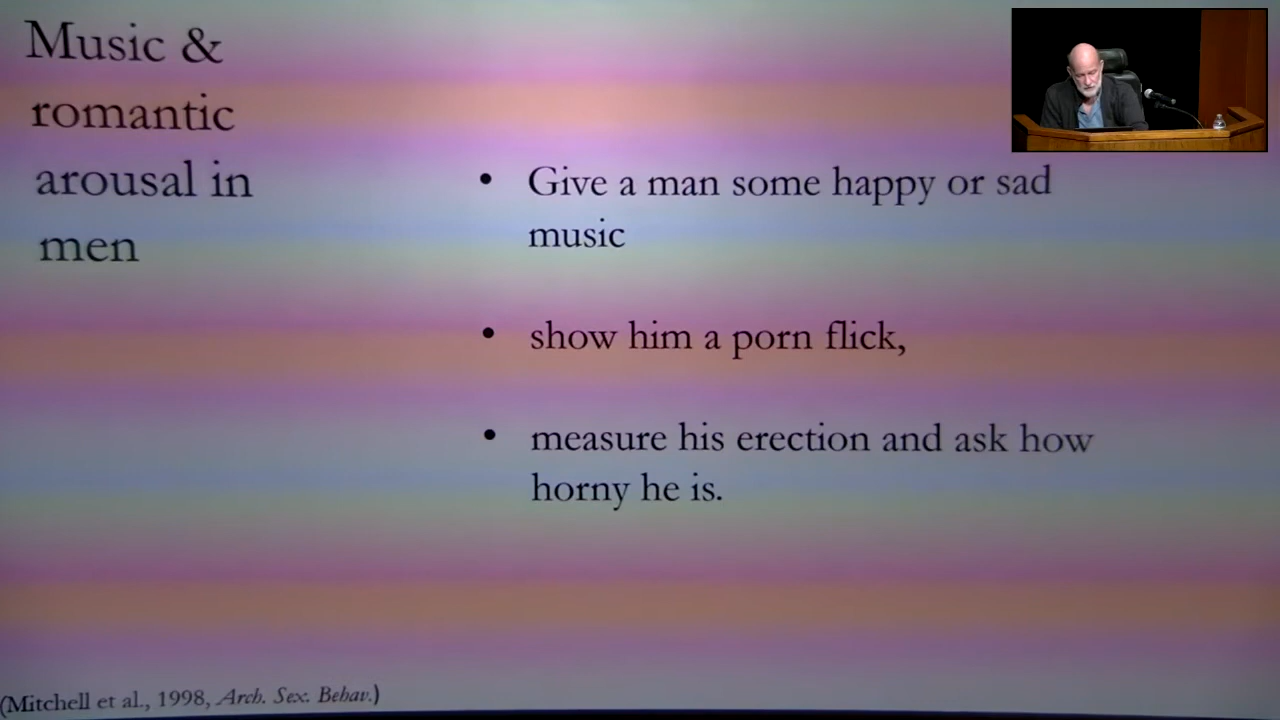 Music &
romantic
arousal in
men
• Give a man some happy or sad
music
• show him a porn flick,
• measure his erection and ask how
horny he is.
(Mitchell et al., 1998, Arch. Sex. Behav.)